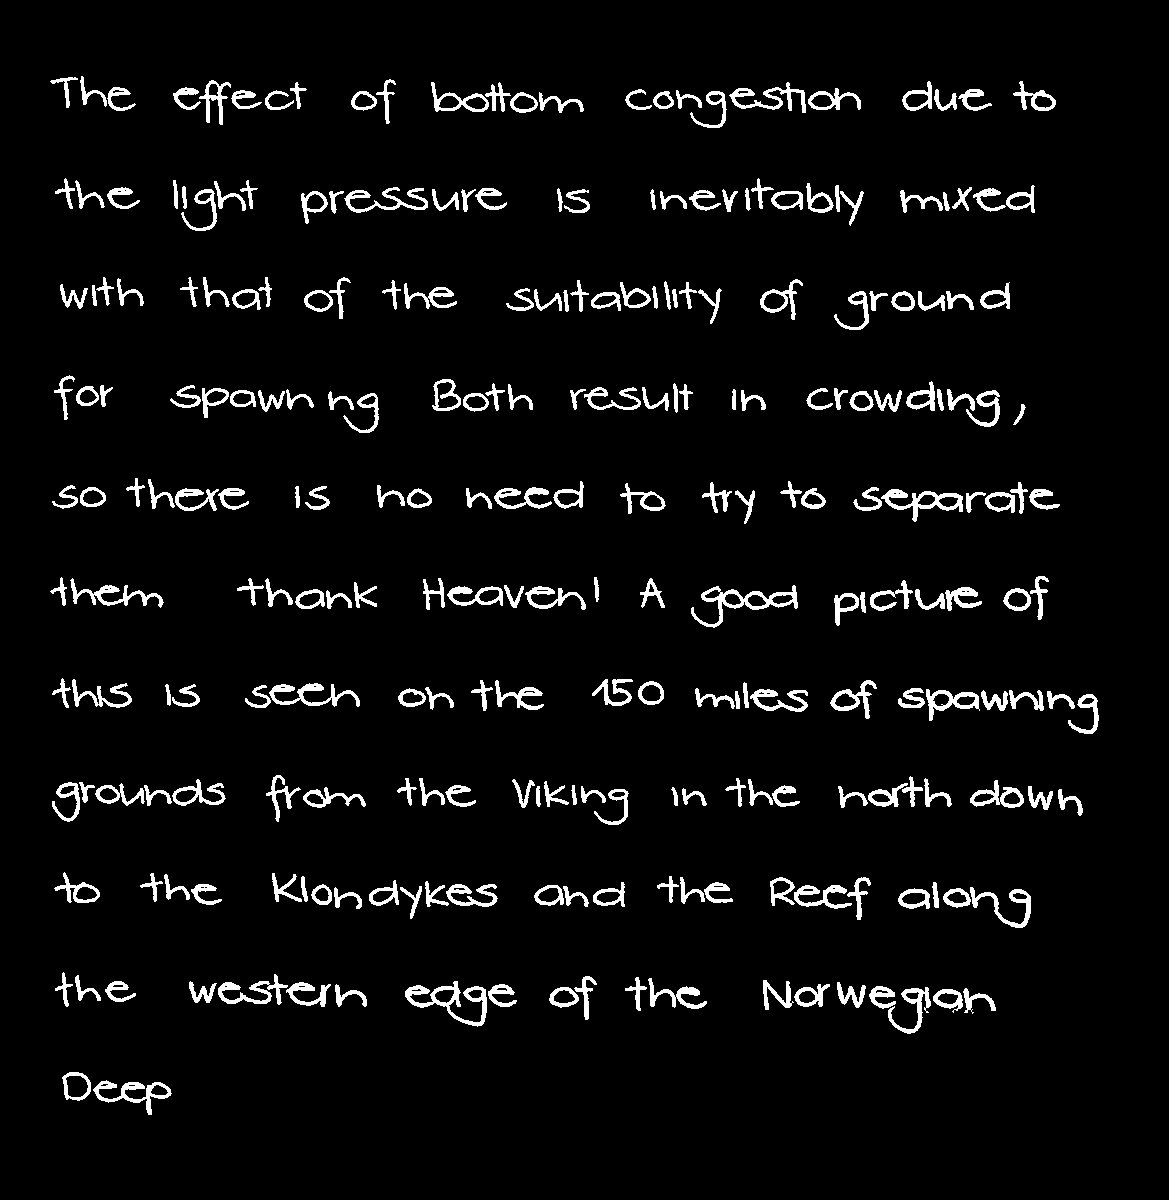 The effect of bottom congestion due to
the light pressure is inevitably mixed
with that of the suitability of ground
for spawning Both result in crowding,
so there is no need to try to separate
them thank Heaven! A good picture of
this is seen on the 150 miles of spawning
grounds from the Viking in the north down
to the Klondykes and the Reef along
the western edge of the Norwegian
Deep